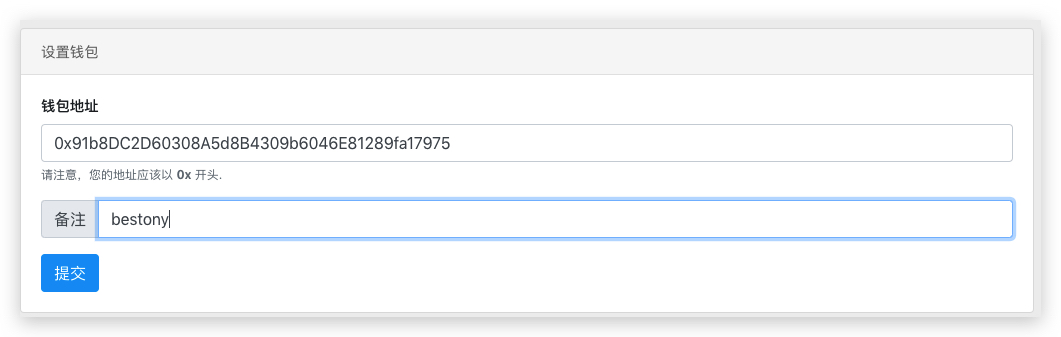 设置钱包
钱包地址
0x91b8DC2D60308A5d8B4309b6046E81289fa17975
请注意，您的地址应该以 0x 开头.
备注 bestony
提交